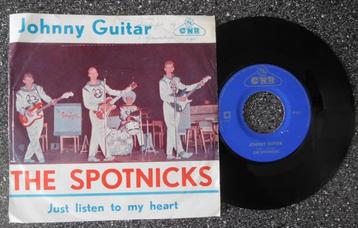 Johnny Guitar
CNR
THE SPOTNICKS
Just listen to my heart
CNR
JOHNNY GUITAR
THE SPOTNICKS